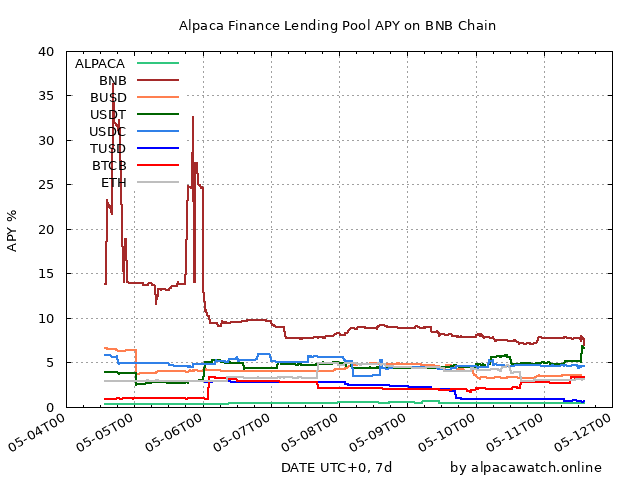 Alpaca Finance Lending Pool APY on BNB Chain
40
35
30
25
20
15
10
5
0
APY %
ALPACA
BNB
BUSD
USDT
USDC
TUSD
BTCB
ETH
05-04T00
05-05T00
05-06T00
05-07T00
05-08T00
05-09T00
05-10T00
05-11T00
05-12T00
DATE UTC+0, 7d
by alpacawatch.online